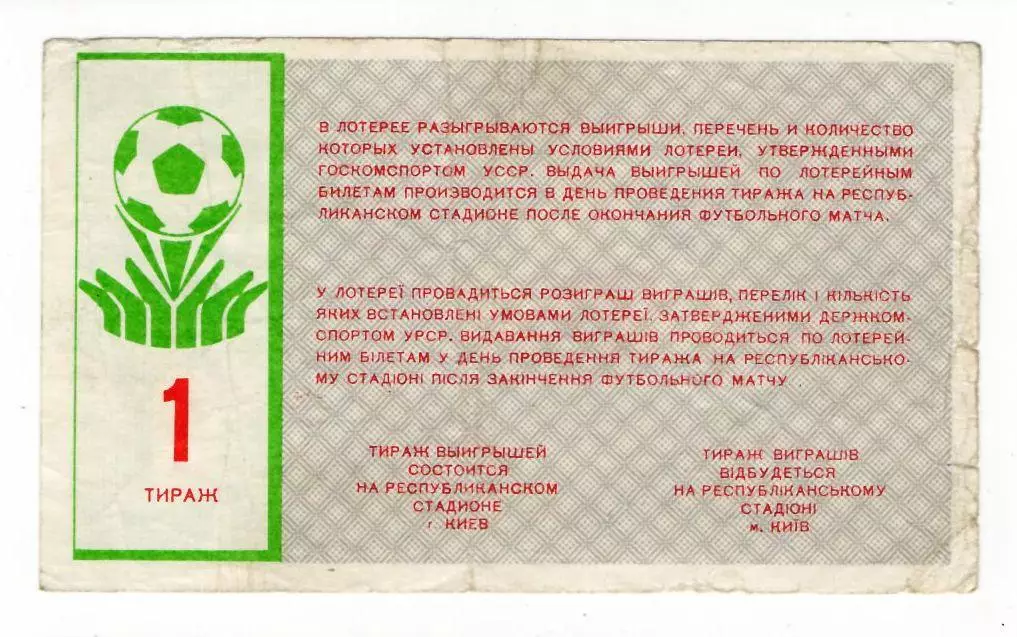 В ЛОТЕРЕЕ РАЗЫГРЫВАЮТСЯ ВЫИГРЫШИ, ПЕРЕЧЕНЬ И КОЛИЧЕСТВО
КОТОРЫХ УСТАНОВЛЕНЫ УСЛОВИЯМИ ЛОТЕРЕИ, УТВЕРЖДЕННЫМИ
ГОСКОМСПОРТОМ УССР. ВЫДАЧА ВЫИГРЫШЕЙ ПО ЛОТЕРЕЙНЫМ
БИЛЕТАМ ПРОИЗВОДИТСЯ В ДЕНЬ ПРОВЕДЕНИЯ ТИРАЖА НА РЕСПУБ-
ЛИКАНСКОМ СТАДИОНЕ ПОСЛЕ ОКОНЧАНИЯ ФУТБОЛЬНОГО МАТЧА.
У ЛОТЕРЕЇ ПРОВАДИТЬСЯ РОЗИГРАШ ВИГРАШІВ, ПЕРЕЛІК І КІЛЬКІСТЬ
ЯКИХ ВСТАНОВЛЕНІ УМОВАМИ ЛОТЕРЕЇ, ЗАТВЕРДЖЕНИМИ ДЕРЖКОМ-
СПОРТОМ УРСР. ВИДАВАННЯ ВИГРАШІВ ПРОВОДИТЬСЯ ПО ЛОТЕРЕЙ-
НИМ БІЛЕТАМ У ДЕНЬ ПРОВЕДЕННЯ ТИРАЖА НА РЕСПУБЛІКАНСЬКО-
МУ СТАДІОНІ ПІСЛЯ ЗАКІНЧЕННЯ ФУТБОЛЬНОГО МАТЧУ
1
ТИРАЖ
ТИРАЖ ВЫИГРЫШЕЙ
СОСТОИТСЯ
НА РЕСПУБЛИКАНСКОМ
СТАДИОНЕ
г КИЕВ
ТИРАЖ ВИГРАШІВ
ВІДБУДЕТЬСЯ
НА РЕСПУБЛІКАНСЬКОМУ
СТАДІОНІ
м. КИЇВ